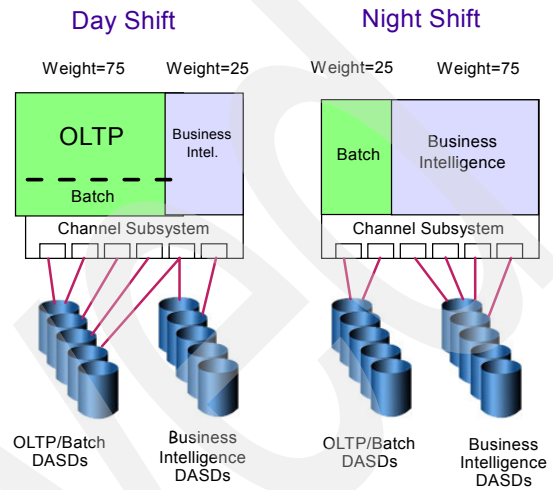 Day Shift
Night Shift
Weight=75
Weight=25
Weight=25
Weight=75
OLTP
Business
Intel.
Batch
Batch
Business
Intelligence
Channel Subsystem
Channel Subsystem
OLTP/Batch
DASDs
Business
Intelligence
DASDs
OLTP/Batch
DASDs
Business
Intelligence
DASDs